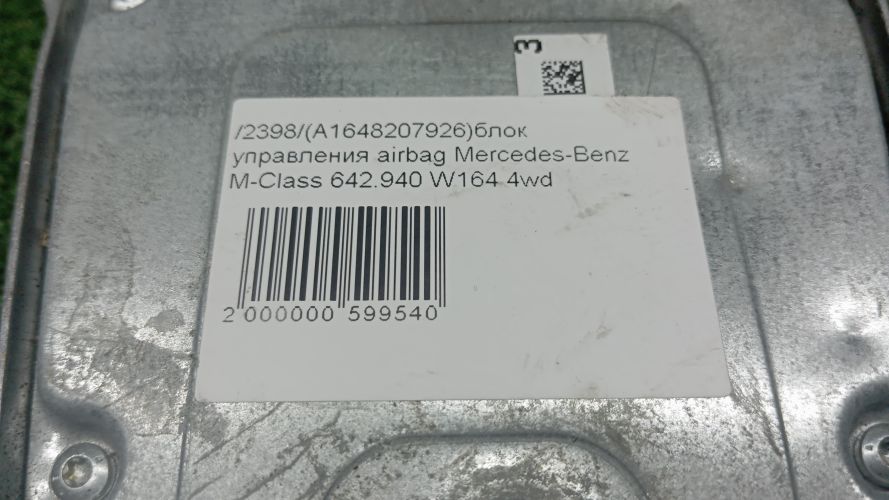 3
/2398/(A1648207926)блок
управления airbag Mercedes-Benz
M-Class 642.940 W164 4wd
2 000000 599540